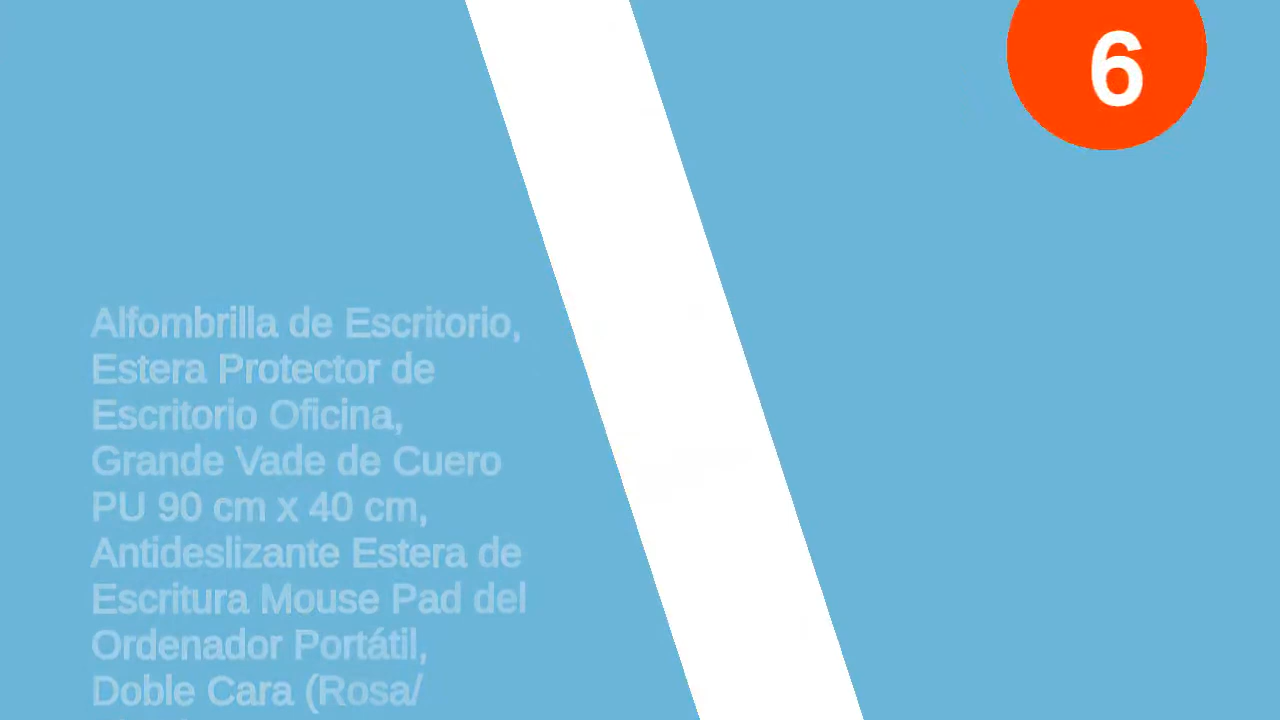 6
Alfombrilla de Escritorio,
Estera Protector de
Escritorio Oficina,
Grande Vade de Cuero
PU 90 cm x 40 cm,
Antideslizante Estera de
Escritura Mouse Pad del
Ordenador Portátil,
Doble Cara (Rosa/